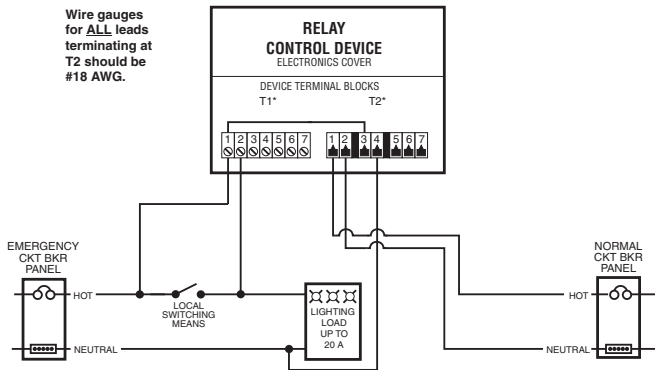 Wire gauges
for ALL leads
terminating at
T2 should be
#18 AWG.
RELAY
CONTROL DEVICE
ELECTRONICS COVER
DEVICE TERMINAL BLOCKS
T1* T2*
1 2 3 4 5 6 7 1 2 3 4 5 6 7
EMERGENCY
CKT BKR
PANEL
HOT
NEUTRAL
LOCAL
SWITCHING
MEANS
LIGHTING
LOAD
UP TO
20 A
NORMAL
CKT BKR
PANEL
HOT
NEUTRAL